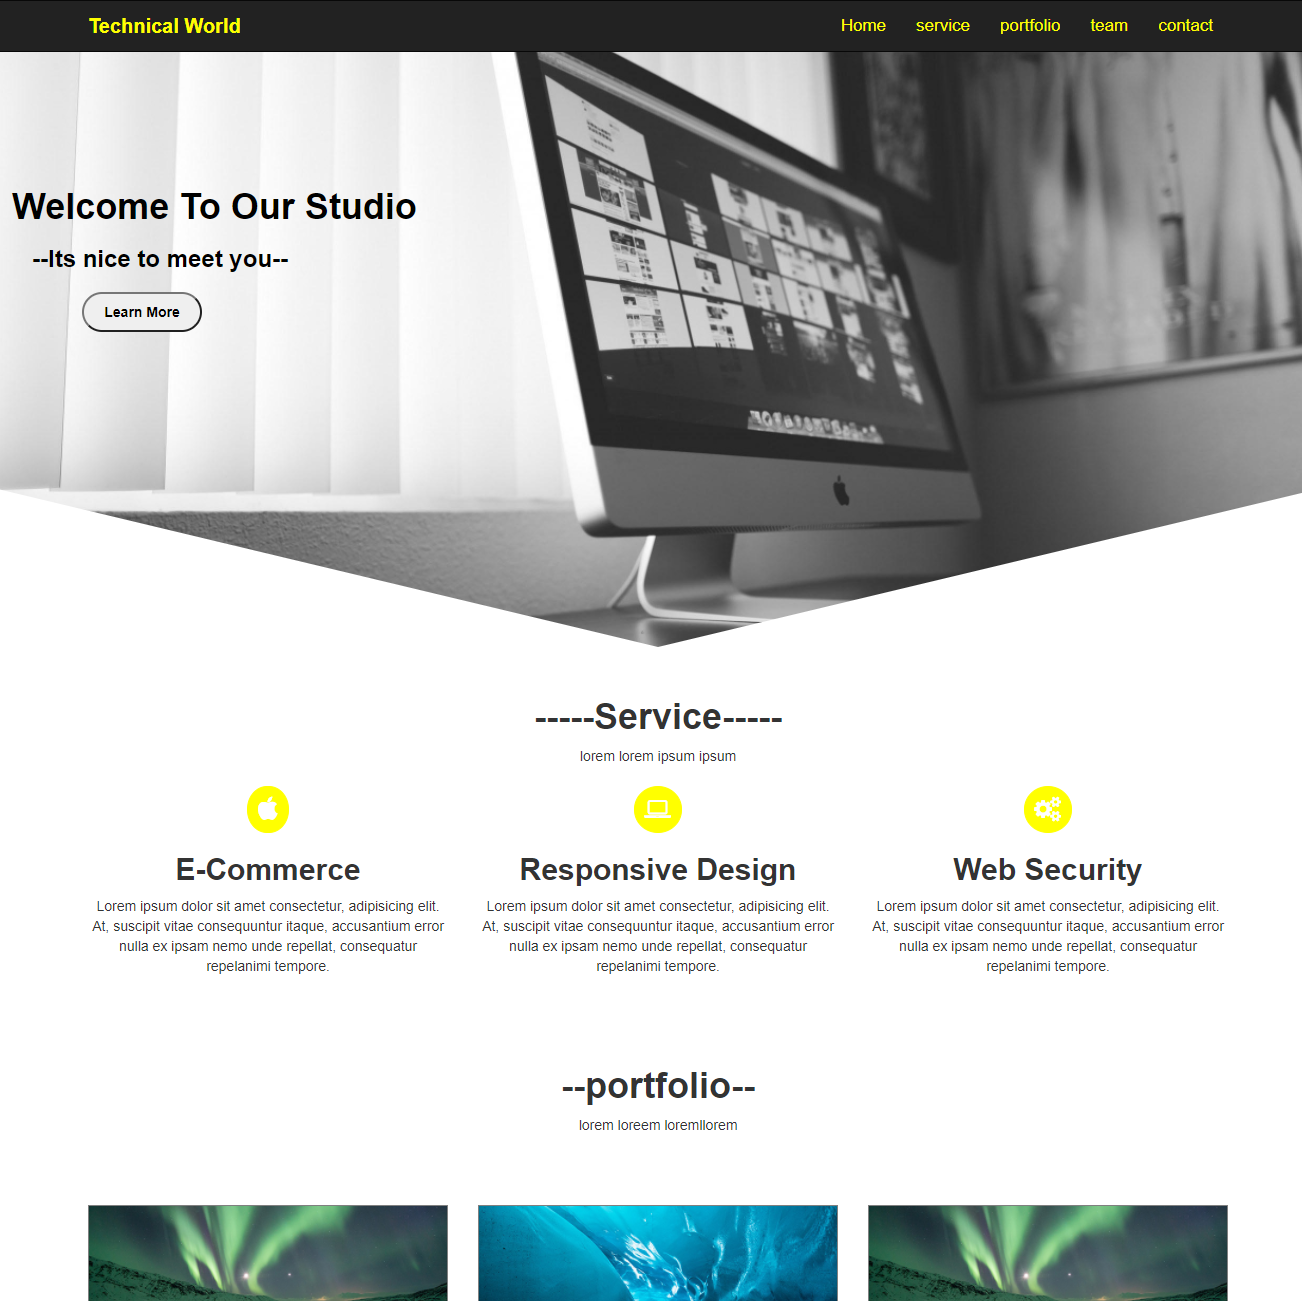 Technical World
Home service portfolio team contact
Welcome To Our Studio
--Its nice to meet you--
Learn More
-----Service-----
lorem lorem ipsum ipsum
E-Commerce
Lorem ipsum dolor sit amet consectetur, adipisicing elit.
At, suscipit vitae consequuntur itaque, accusantium error
nulla ex ipsam nemo unde repellat, consequatur
repelanimi tempore.
Responsive Design
Lorem ipsum dolor sit amet consectetur, adipisicing elit.
At, suscipit vitae consequuntur itaque, accusantium error
nulla ex ipsam nemo unde repellat, consequatur
repelanimi tempore.
Web Security
Lorem ipsum dolor sit amet consectetur, adipisicing elit.
At, suscipit vitae consequuntur itaque, accusantium error
nulla ex ipsam nemo unde repellat, consequatur
repelanimi tempore.
--portfolio--
lorem loreem loremllorem